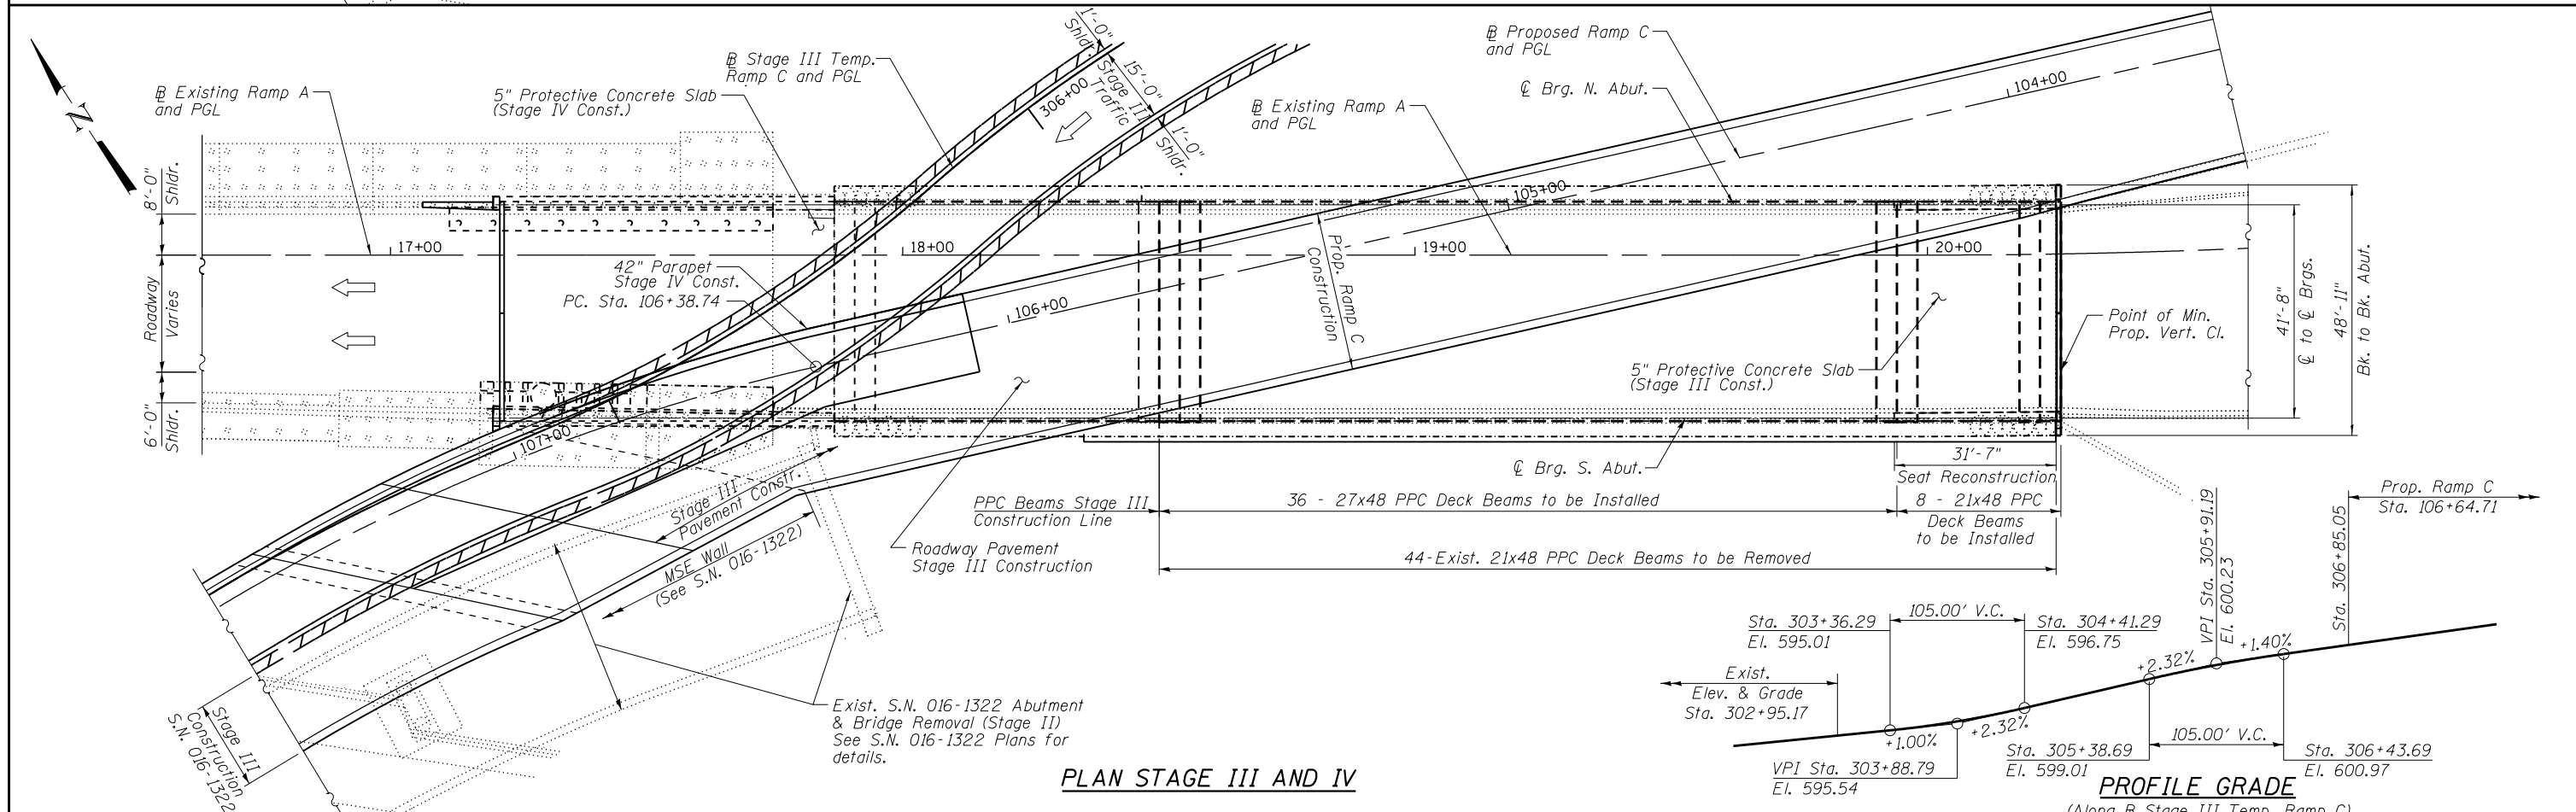 N
℄ Existing Ramp A
and PGL
8'-0"
Shldr.
Roadway
Varies
6'-0"
Shldr.
5" Protective Concrete Slab
(Stage IV Const.)
℄ Stage III Temp.
Ramp C and PGL
1'-0"
Shldr.
15'-0"
Stage III
Traffic
1'-0"
Shldr.
306+00
℄ Existing Ramp A
and PGL
℄ Proposed Ramp C
and PGL
℄ Brg. N. Abut.
104+00
105+00
106+00
107+00
17+00
18+00
19+00
20+00
42" Parapet
Stage IV Const.
PC. Sta. 106+38.74
Prop. Ramp C
Construction
5" Protective Concrete Slab
(Stage III Const.)
41'-8"
℄ to ℄ Brgs.
48'-11"
Bk. to Bk. Abut.
Point of Min.
Prop. Vert. Cl.
℄ Brg. S. Abut.
31'-7"
Seat Reconstruction
PPC Beams Stage III
Construction Line
36 - 27x48 PPC Deck Beams to be Installed
8 - 21x48 PPC
Deck Beams
to be Installed
44-Exist. 21x48 PPC Deck Beams to be Removed
Roadway Pavement
Stage III Construction
Stage III
Pavement Constr.
MSE Wall
(See S.N. 016-1322)
Exist. S.N. 016-1322 Abutment
& Bridge Removal (Stage II)
See S.N. 016-1322 Plans for
details.
Stage III
Construction
S.N. 016-1322
PLAN STAGE III AND IV
Exist.
Elev. & Grade
Sta. 302+95.17
Sta. 303+36.29
El. 595.01
105.00' V.C.
Sta. 304+41.29
El. 596.75
VPI Sta. 303+88.79
El. 595.54
+1.00%
+2.32%
+2.32%
+1.40%
Sta. 305+38.69
El. 599.01
105.00' V.C.
Sta. 306+43.69
El. 600.97
VPI Sta. 305+91.19
El. 600.23
Sta. 306+85.05
Prop. Ramp C
Sta. 106+64.71
PROFILE GRADE
(Along ℄ Stage III Temp. Ramp C)